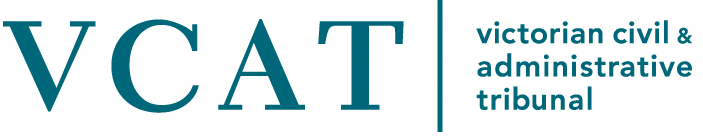 VCAT
victorian civil &
administrative
tribunal